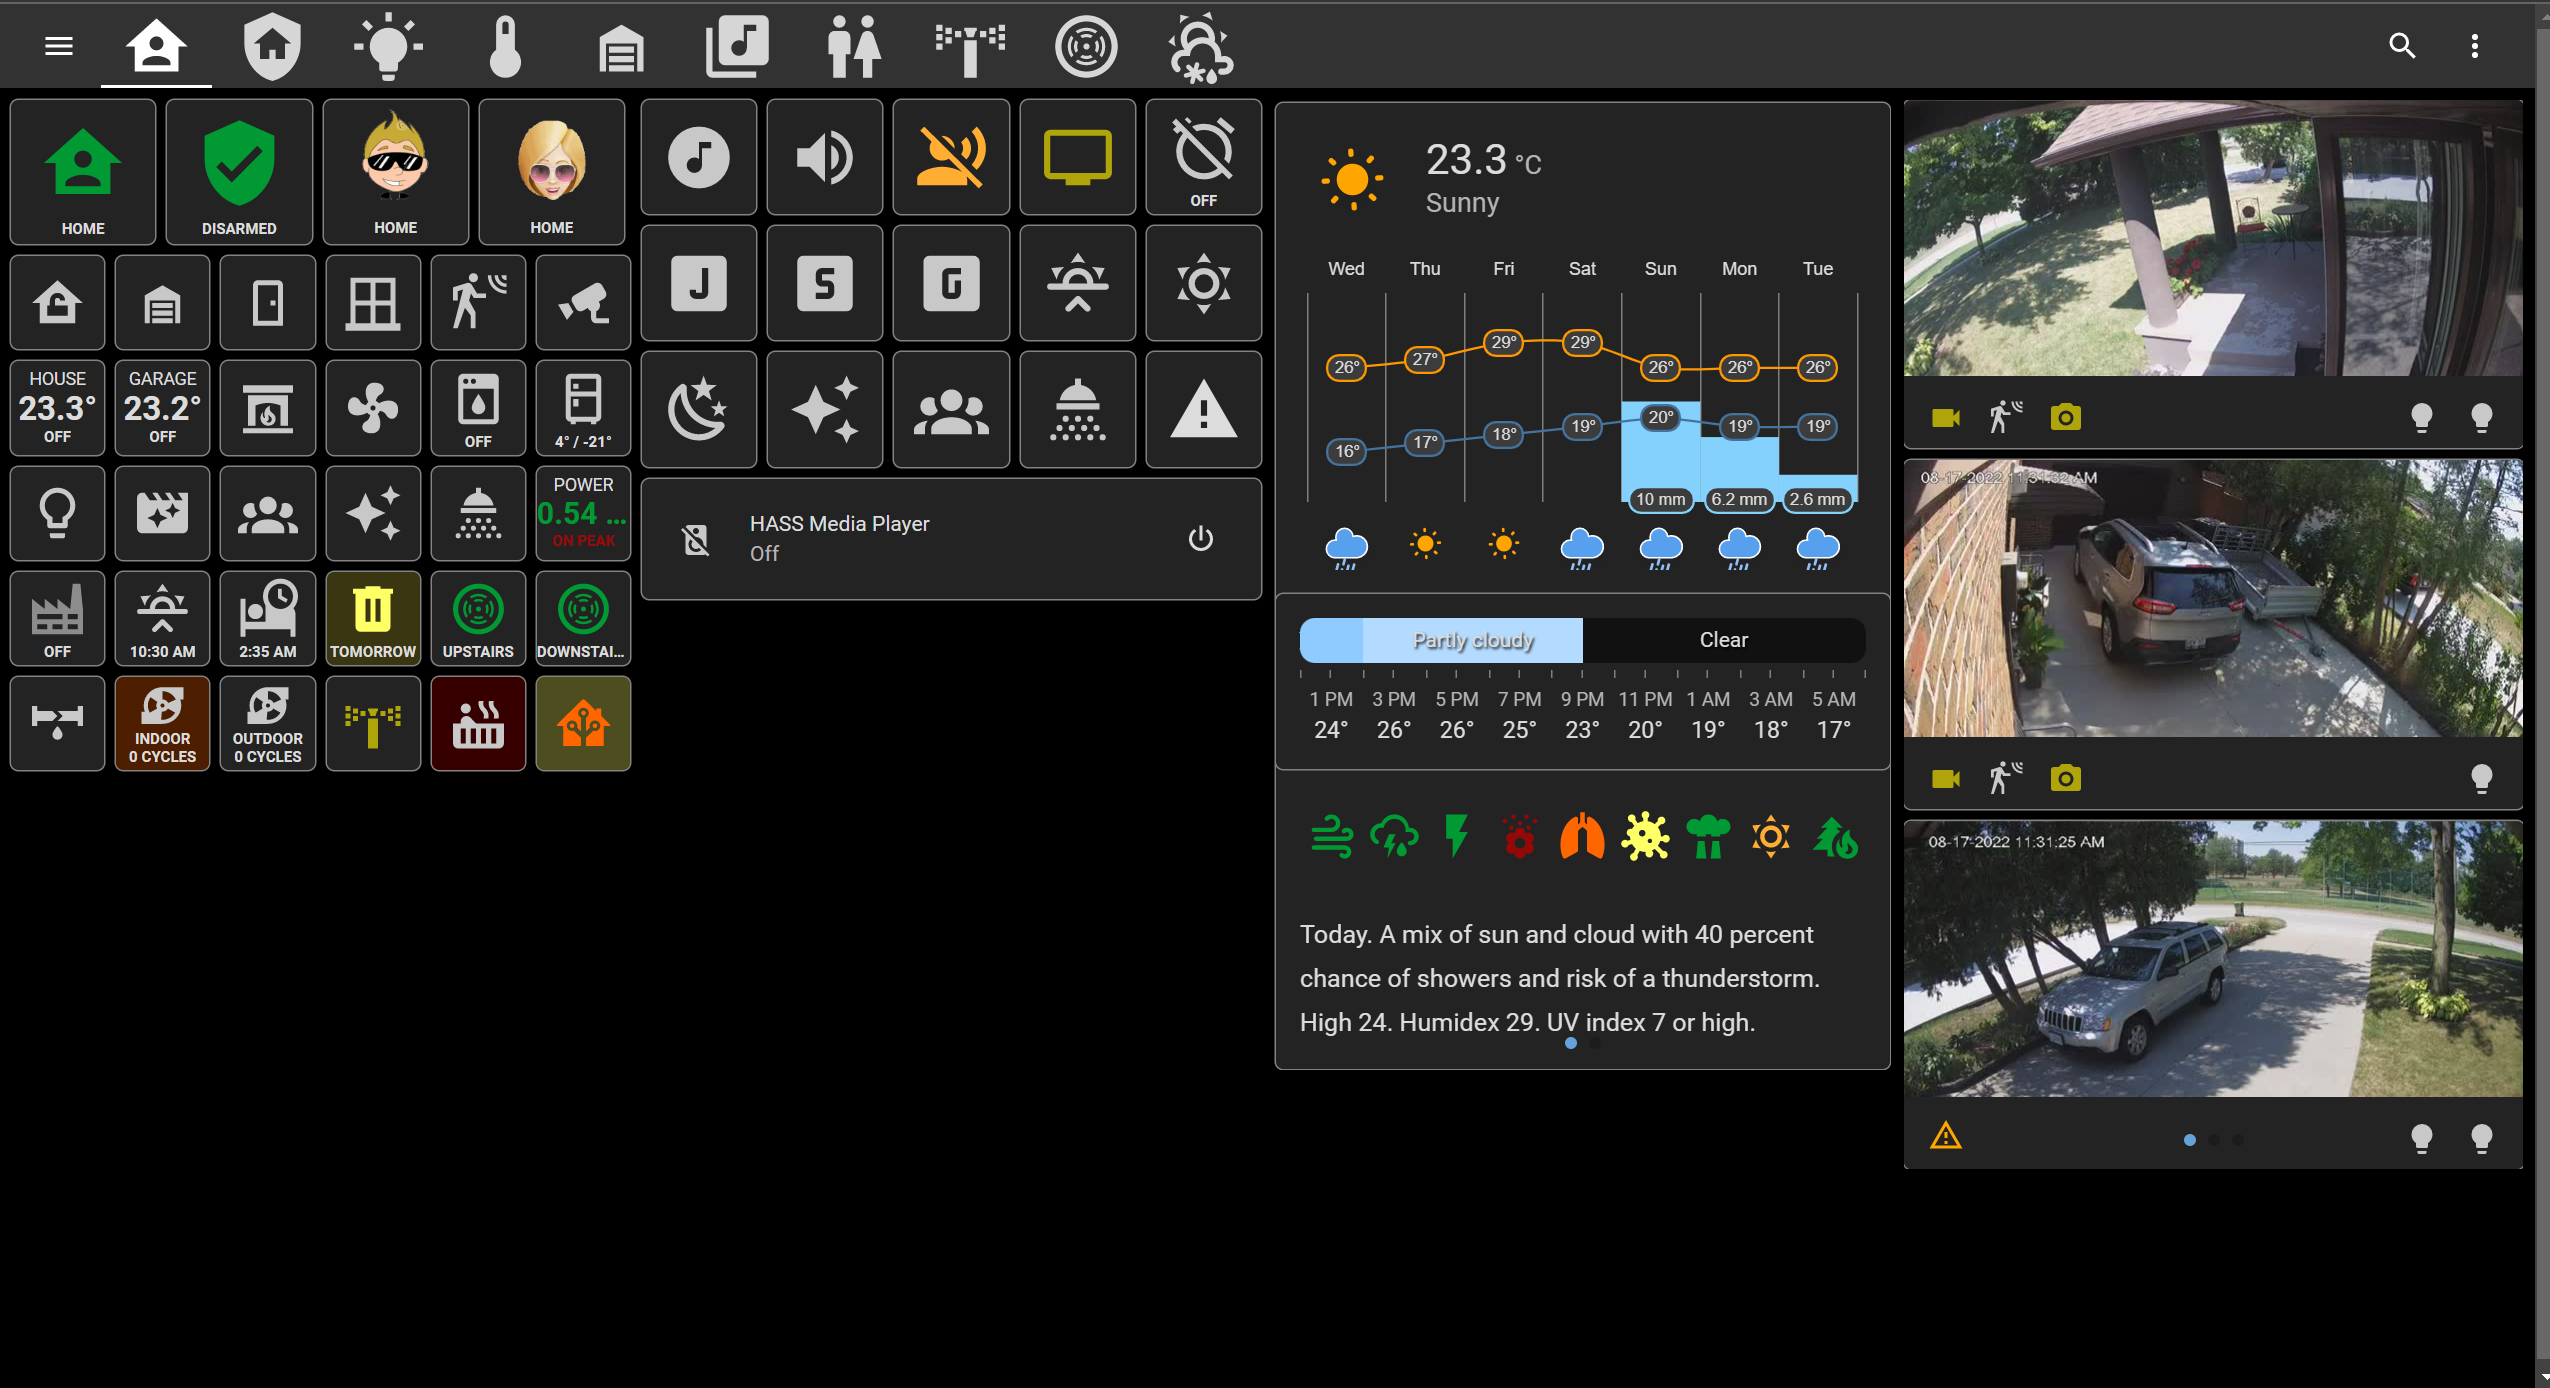 HOME
DISARMED
HOME
HOME
HOUSE
23.3°
OFF
GARAGE
23.2°
OFF
OFF
4° / -21°
POWER
0.54 ...
ON PEAK
OFF
10:30 AM
2:35 AM
TOMORROW
UPSTAIRS
DOWNSTAI...
INDOOR
0 CYCLES
OUTDOOR
0 CYCLES
OFF
J
S
G
HASS Media Player
Off
23.3 °C
Sunny
Wed Thu Fri Sat Sun Mon Tue
26° 27° 29° 29° 26° 26° 26°
16° 17° 18° 19° 20° 19° 19°
10 mm 6.2 mm 2.6 mm
Partly cloudy Clear
1 PM 3 PM 5 PM 7 PM 9 PM 11 PM 1 AM 3 AM 5 AM
24° 26° 26° 25° 23° 20° 19° 18° 17°
Today. A mix of sun and cloud with 40 percent
chance of showers and risk of a thunderstorm.
High 24. Humidex 29. UV index 7 or high.
08-17-2022 11:31:32 AM
08-17-2022 11:31:25 AM